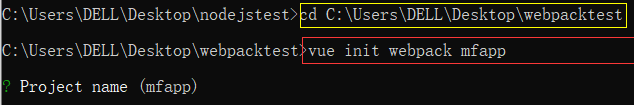 C:\Users\DELL\Desktop\nodejstest>cd C:\Users\DELL\Desktop\webpacktest
C:\Users\DELL\Desktop\webpacktest>vue init webpack mfapp
? Project name (mfapp)